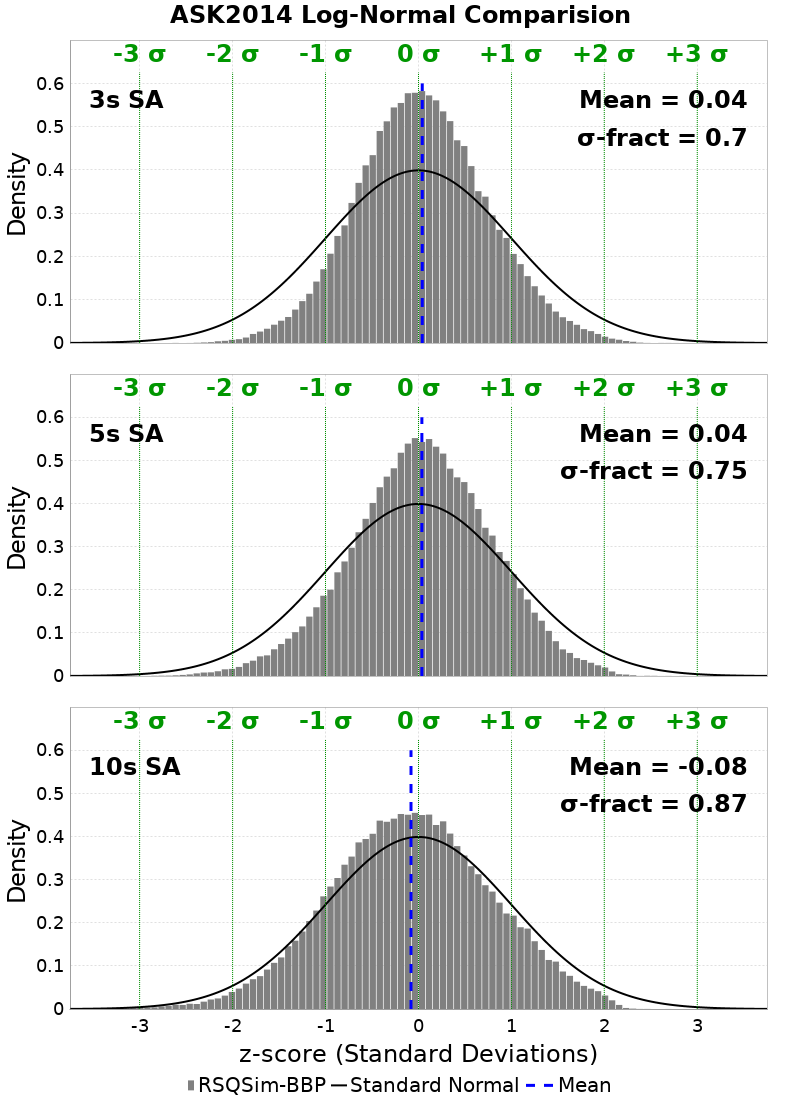 ASK2014 Log-Normal Comparision
-3 σ -2 σ -1 σ 0 σ +1 σ +2 σ +3 σ
3s SA
Mean = 0.04
σ-fract = 0.7
Density
0.6
0.5
0.4
0.3
0.2
0.1
0
-3 σ -2 σ -1 σ 0 σ +1 σ +2 σ +3 σ
5s SA
Mean = 0.04
σ-fract = 0.75
Density
0.6
0.5
0.4
0.3
0.2
0.1
0
-3 σ -2 σ -1 σ 0 σ +1 σ +2 σ +3 σ
10s SA
Mean = -0.08
σ-fract = 0.87
Density
0.6
0.5
0.4
0.3
0.2
0.1
0
-3 -2 -1 0 1 2 3
z-score (Standard Deviations)
RSQSim-BBP Standard Normal Mean